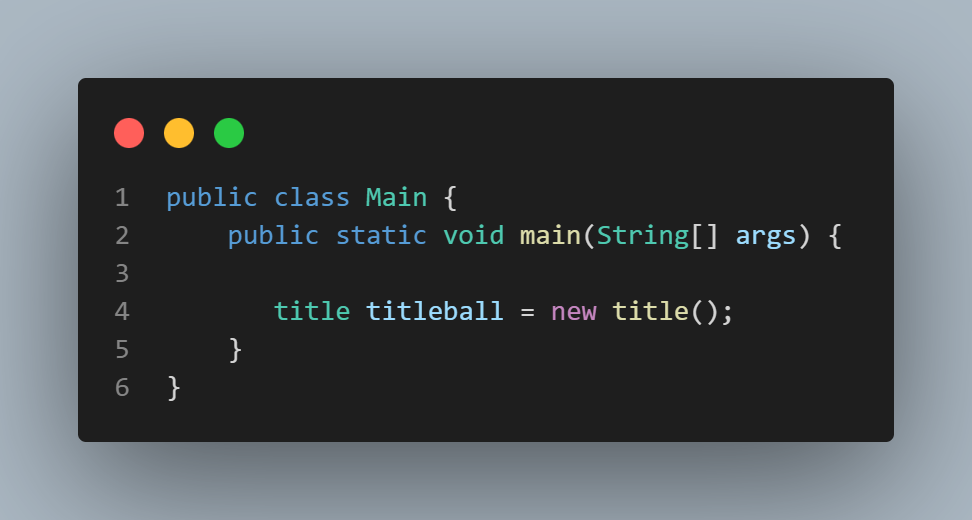 1 public class Main {
2     public static void main(String[] args) {
3
4        title titleball = new title();
5     }
6 }